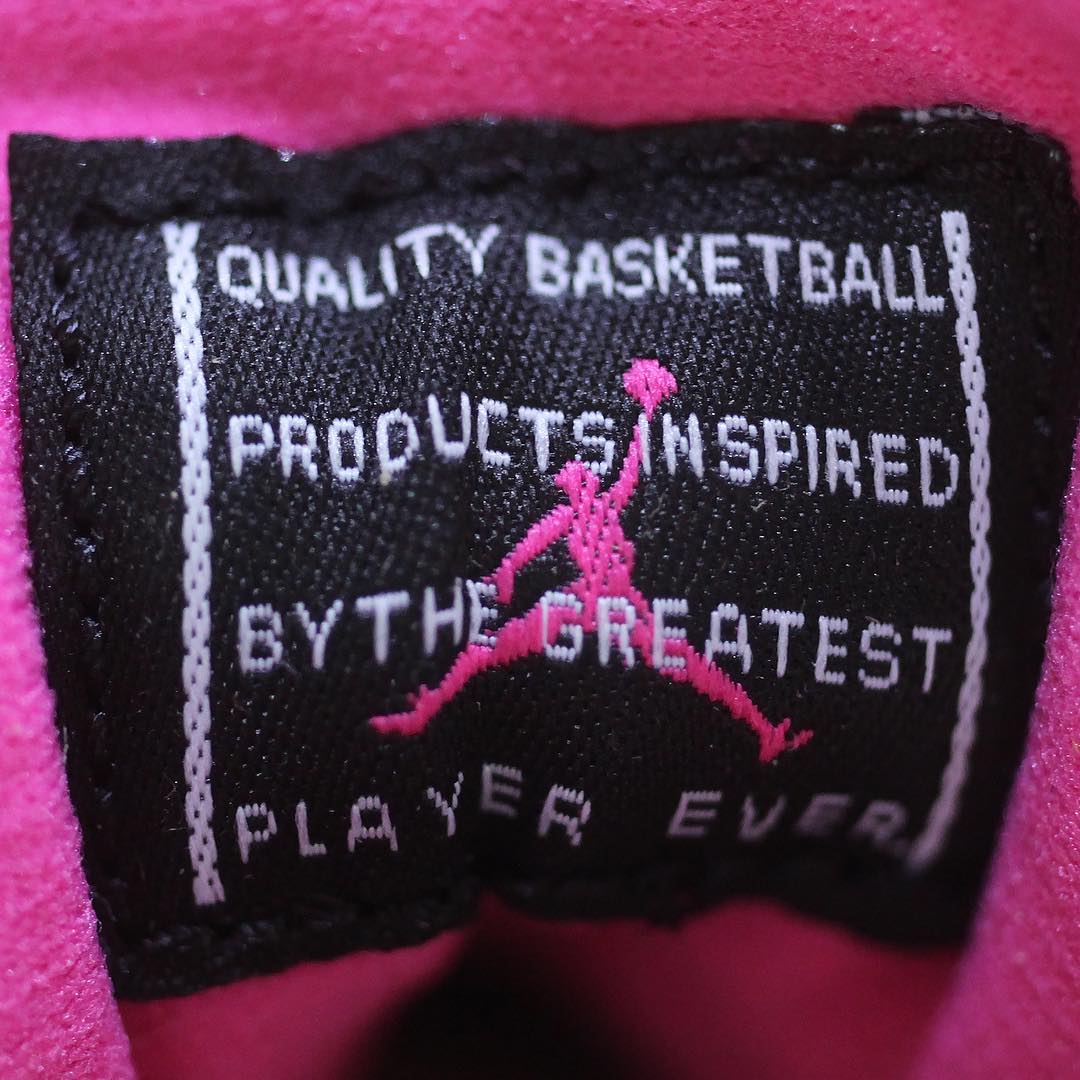 QUALITY BASKETBALL
PRODUCTS INSPIRED
BY THE GREATEST
PLAYER EVER.